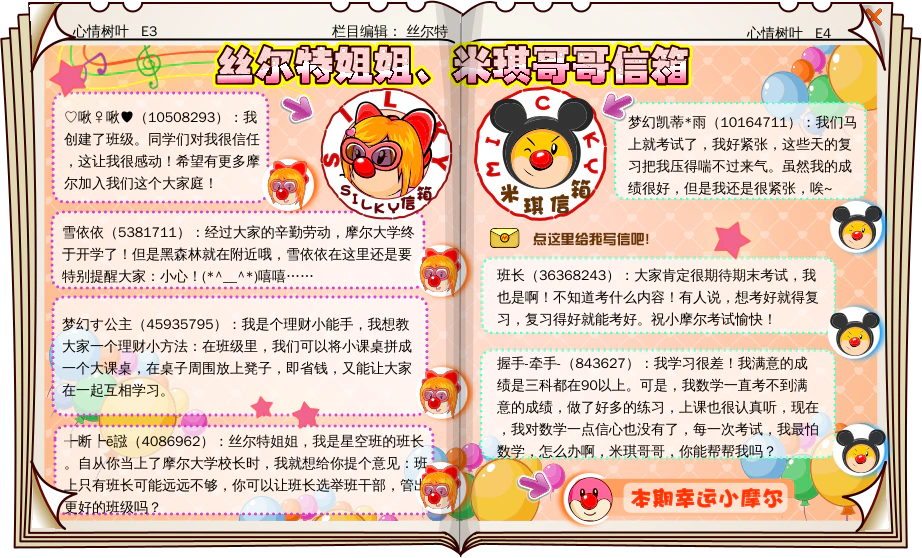 心情树叶 E3
栏目编辑： 丝尔特
心情树叶 E4
丝尔特姐姐、米琪哥哥信箱
♡啾♀啾♥（10508293）：我
创建了班级。同学们对我很信任
，这让我很感动！希望有更多摩
尔加入我们这个大家庭！
SILKY
SILKY信箱
雪依依（5381711）：经过大家的辛勤劳动，摩尔大学终
于开学了！但是黑森林就在附近哦，雪依依在这里还是要
特别提醒大家：小心！(*^__^*)嘻嘻……
梦幻す公主（45935795）：我是个理财小能手，我想教
大家一个理财小方法：在班级里，我们可以将小课桌拼成
一个大课桌，在桌子周围放上凳子，即省钱，又能让大家
在一起互相学习。
（4086962）：丝尔特姐姐，我是星空班的班长
。自从你当上了摩尔大学校长时，我就想给你提个意见：班
上只有班长可能远远不够，你可以让班长选举班干部，管出
更好的班级吗？
MICKY
米琪信箱
梦幻凯蒂*雨（10164711）：我们马
上就考试了，我好紧张，这些天的复
习把我压得喘不过来气。虽然我的成
绩很好，但是我还是很紧张，唉~
点这里给我写信吧!
班长（36368243）：大家肯定很期待期末考试，我
也是啊！不知道考什么内容！有人说，想考好就得复
习，复习得好就能考好。祝小摩尔考试愉快！
握手-牵手-（843627）：我学习很差！我满意的成
绩是三科都在90以上。可是，我数学一直考不到满
意的成绩，做了好多的练习，上课也很认真听，现在
，我对数学一点信心也没有了，每一次考试，我最怕
数学，怎么办啊，米琪哥哥，你能帮帮我吗？
本期幸运小摩尔